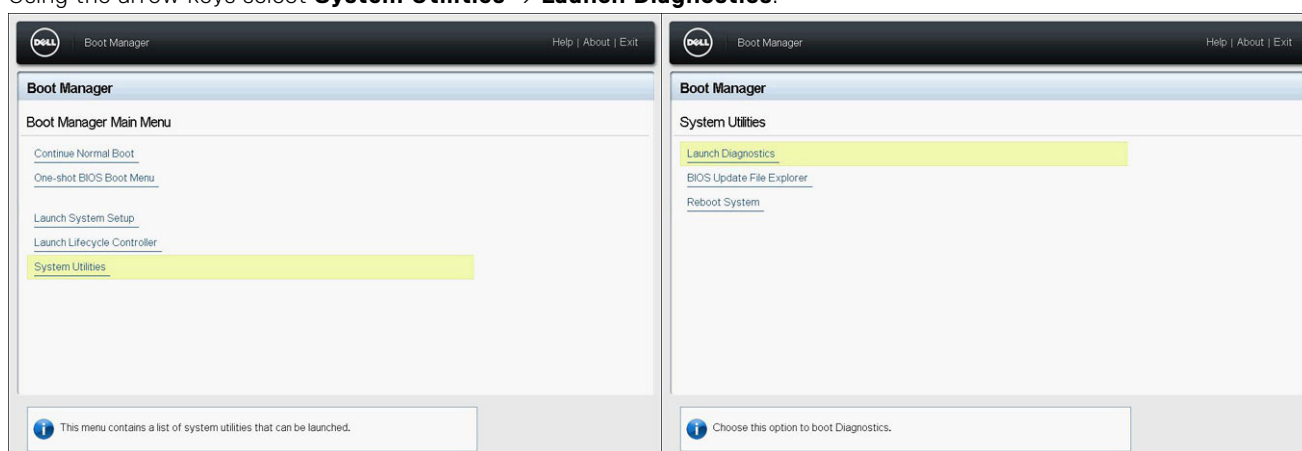 Using the arrow keys select System Utilities → Launch Diagnostics.
DELL Boot Manager Help | About | Exit
Boot Manager
Boot Manager Main Menu
Continue Normal Boot
One-shot BIOS Boot Menu
Launch System Setup
Launch Lifecycle Controller
System Utilities
This menu contains a list of system utilities that can be launched.
DELL Boot Manager Help | About | Exit
Boot Manager
System Utilities
Launch Diagnostics
BIOS Update File Explorer
Reboot System
Choose this option to boot Diagnostics.